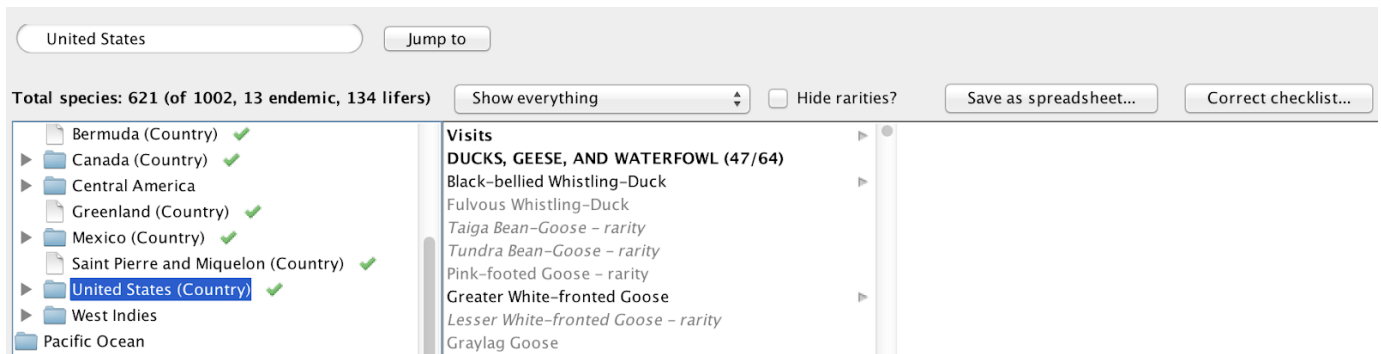 United States
Jump to
Total species: 621 (of 1002, 13 endemic, 134 lifers)
Show everything
Hide rarities?
Save as spreadsheet...
Correct checklist...
Bermuda (Country)
Canada (Country)
Central America
Greenland (Country)
Mexico (Country)
Saint Pierre and Miquelon (Country)
United States (Country)
West Indies
Pacific Ocean
Visits
DUCKS, GEESE, AND WATERFOWL (47/64)
Black-bellied Whistling-Duck
Fulvous Whistling-Duck
Taiga Bean-Goose - rarity
Tundra Bean-Goose - rarity
Pink-footed Goose - rarity
Greater White-fronted Goose
Lesser White-fronted Goose - rarity
Graylag Goose